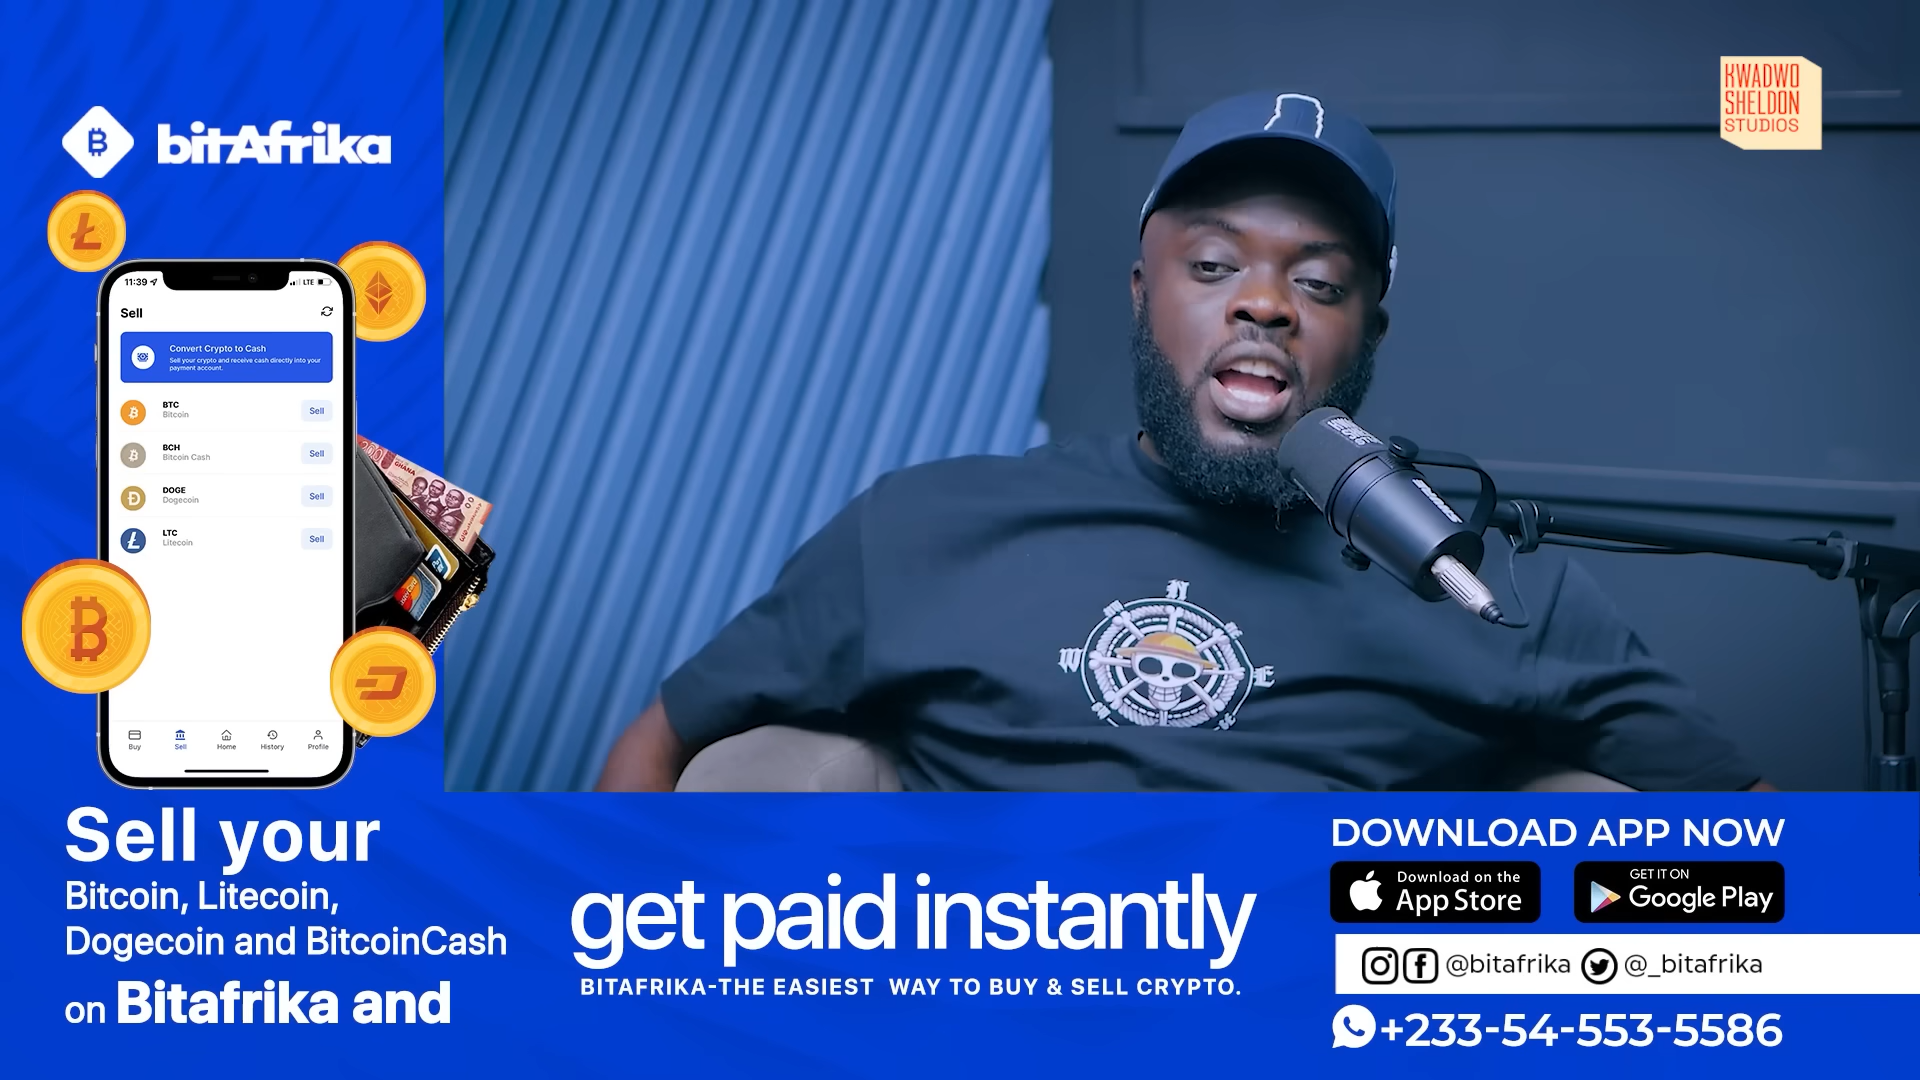 bitAfrika
KWADWO
SHELDON
STUDIOS
11:39
LTE
Sell
Convert Crypto to Cash
Sell your crypto and receive cash directly into your
payment account.
BTC
Bitcoin
Sell
BCH
Bitcoin Cash
Sell
DOGE
Dogecoin
Sell
LTC
Litecoin
Sell
Buy
Sell
Home
History
Profile
GHANA
N
W
E
Sell your
Bitcoin, Litecoin,
Dogecoin and BitcoinCash
on Bitafrika and
get paid instantly
BITAFRIKA-THE EASIEST WAY TO BUY & SELL CRYPTO.
DOWNLOAD APP NOW
Download on the
App Store
GET IT ON
Google Play
@bitafrika @_bitafrika
+233-54-553-5586